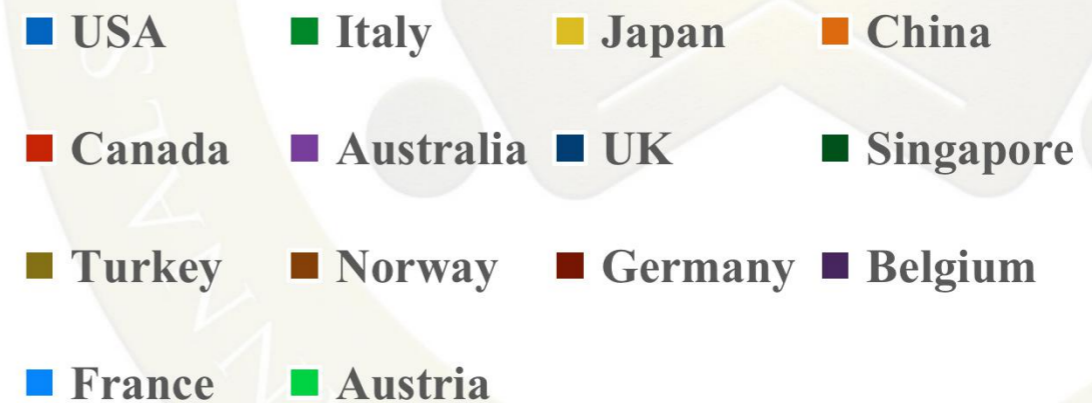 USA Italy Japan China
Canada Australia UK Singapore
Turkey Norway Germany Belgium
France Austria